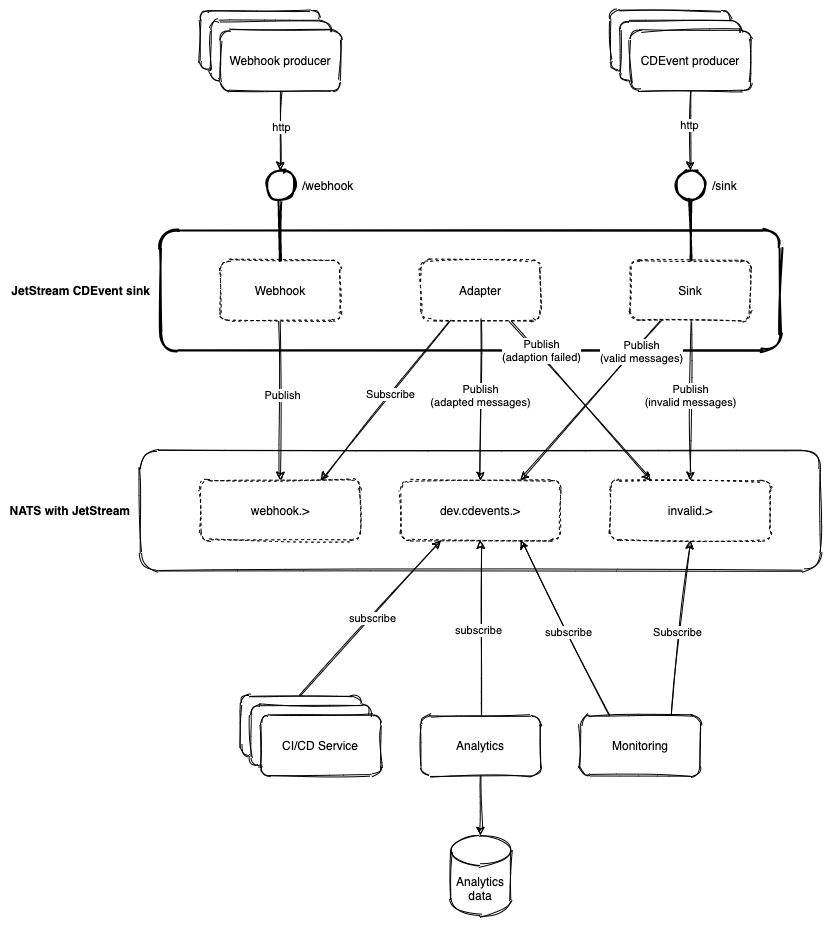 Webhook producer
CDEvent producer
http
http
/webhook
/sink
JetStream CDEvent sink
Webhook
Adapter
Sink
Publish
(adaption failed)
Publish
(valid messages)
Publish
Subscribe
Publish
(adapted messages)
Publish
(invalid messages)
NATS with JetStream
webhook.>
dev.cdevents.>
invalid.>
subscribe
subscribe
subscribe
Subscribe
CI/CD Service
Analytics
Monitoring
Analytics
data